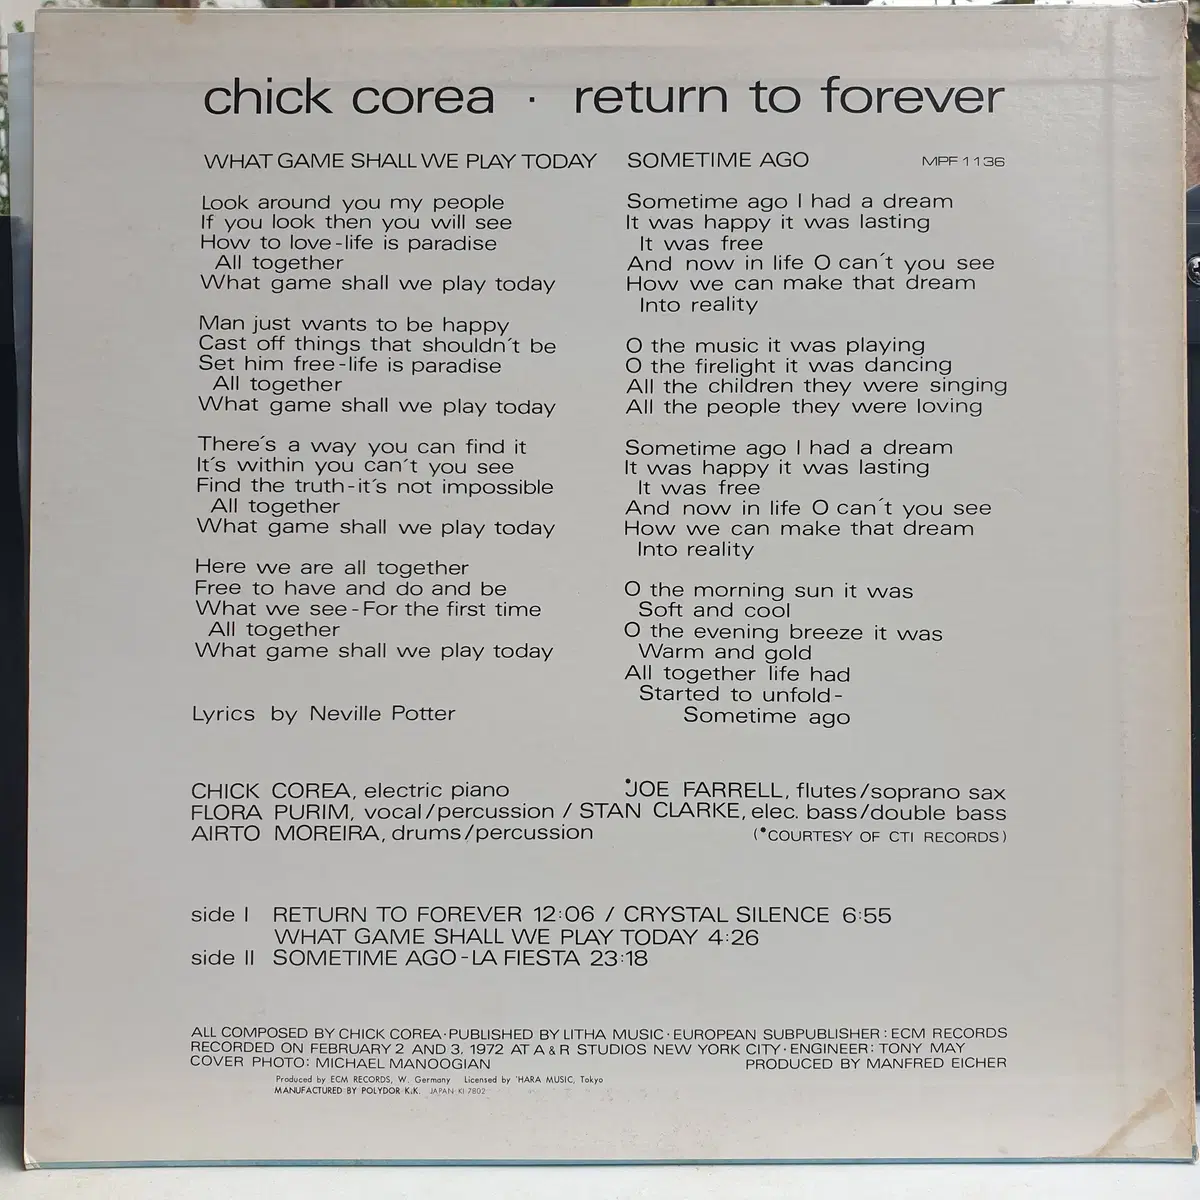 chick corea · return to forever
WHAT GAME SHALL WE PLAY TODAY
Look around you my people
If you look then you will see
How to love-life is paradise
All together
What game shall we play today
Man just wants to be happy
Cast off things that shouldn´t be
Set him free-life is paradise
All together
What game shall we play today
There´s a way you can find it
It´s within you can´t you see
Find the truth-it´s not impossible
All together
What game shall we play today
Here we are all together
Free to have and do and be
What we see-For the first time
All together
What game shall we play today
Lyrics by Neville Potter
SOMETIME AGO MPF 1136
Sometime ago I had a dream
It was happy it was lasting
It was free
And now in life O can´t you see
How we can make that dream
Into reality
O the music it was playing
O the firelight it was dancing
All the children they were singing
All the people they were loving
Sometime ago I had a dream
It was happy it was lasting
It was free
And now in life O can´t you see
How we can make that dream
Into reality
O the morning sun it was
Soft and cool
O the evening breeze it was
Warm and gold
All together life had
Started to unfold-
Sometime ago
CHICK COREA, electric piano •JOE FARRELL, flutes/soprano sax
FLORA PURIM, vocal/percussion / STAN CLARKE, elec. bass/double bass
AIRTO MOREIRA, drums/percussion (•COURTESY OF CTI RECORDS)
side I RETURN TO FOREVER 12:06 / CRYSTAL SILENCE 6:55
WHAT GAME SHALL WE PLAY TODAY 4:26
side II SOMETIME AGO-LA FIESTA 23:18
ALL COMPOSED BY CHICK COREA·PUBLISHED BY LITHA MUSIC·EUROPEAN SUBPUBLISHER: ECM RECORDS
RECORDED ON FEBRUARY 2 AND 3, 1972 AT A & R STUDIOS NEW YORK CITY·ENGINEER: TONY MAY
COVER PHOTO: MICHAEL MANOOGIAN PRODUCED BY MANFRED EICHER
Produced by ECM RECORDS, W. Germany Licensed by 'HARA MUSIC, Tokyo
MANUFACTURED BY POLYDOR K.K. JAPAN·KI 7802